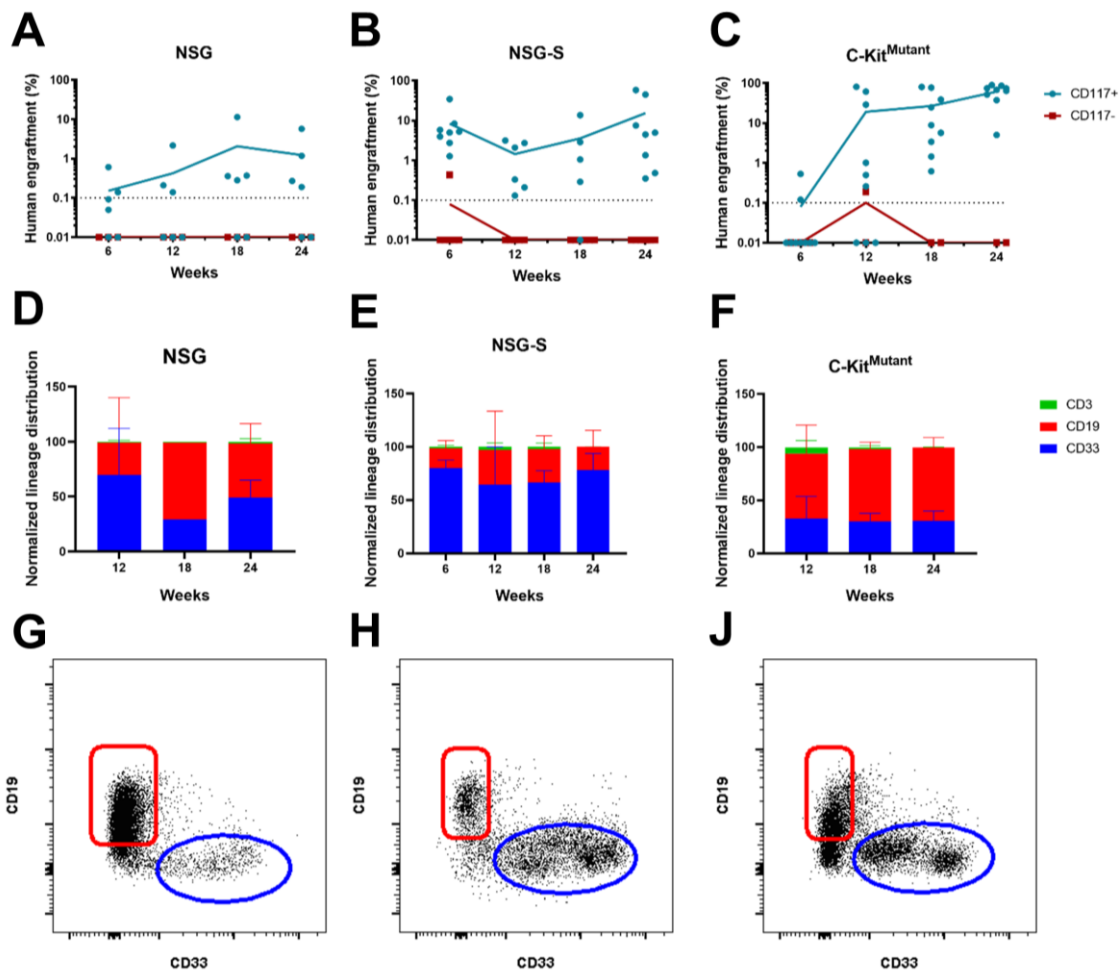 A
NSG
Human engraftment (%)
100
10
1
0.1
0.01
6 12 18 24
Weeks
B
NSG-S
Human engraftment (%)
100
10
1
0.1
0.01
6 12 18 24
Weeks
C
C-Kit^Mutant
Human engraftment (%)
100
10
1
0.1
0.01
6 12 18 24
Weeks
CD117+
CD117-
D
NSG
Normalized lineage distribution
150
100
50
0
12 18 24
Weeks
E
NSG-S
Normalized lineage distribution
150
100
50
0
6 12 18 24
Weeks
F
C-Kit^Mutant
Normalized lineage distribution
150
100
50
0
12 18 24
Weeks
CD3
CD19
CD33
G
CD19
CD33
H
CD19
CD33
J
CD19
CD33